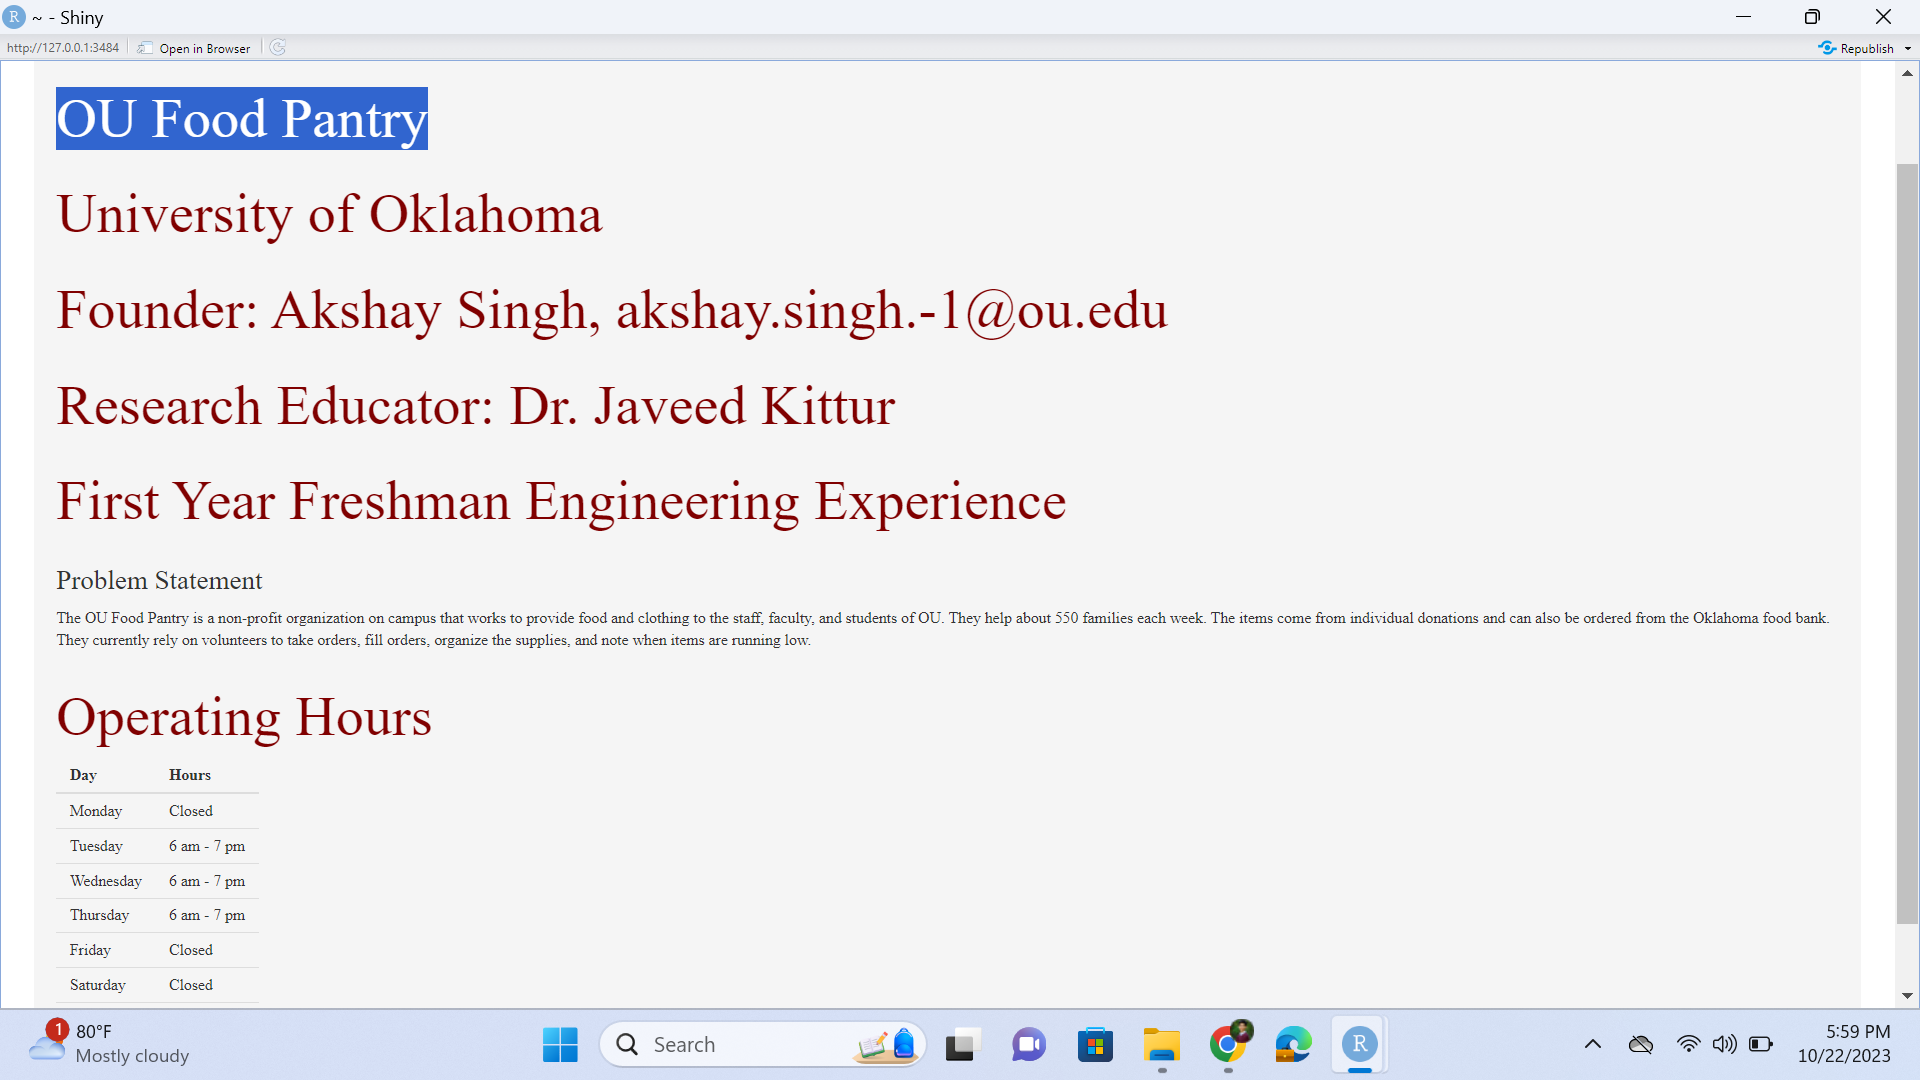 R ~ - Shiny
http://127.0.0.1:3484 Open in Browser Republish
OU Food Pantry
University of Oklahoma
Founder: Akshay Singh, akshay.singh.-1@ou.edu
Research Educator: Dr. Javeed Kittur
First Year Freshman Engineering Experience
Problem Statement
The OU Food Pantry is a non-profit organization on campus that works to provide food and clothing to the staff, faculty, and students of OU. They help about 550 families each week. The items come from individual donations and can also be ordered from the Oklahoma food bank.
They currently rely on volunteers to take orders, fill orders, organize the supplies, and note when items are running low.
Operating Hours
Day Hours
Monday Closed
Tuesday 6 am - 7 pm
Wednesday 6 am - 7 pm
Thursday 6 am - 7 pm
Friday Closed
Saturday Closed
1 80°F
Mostly cloudy
Search
R
5:59 PM
10/22/2023